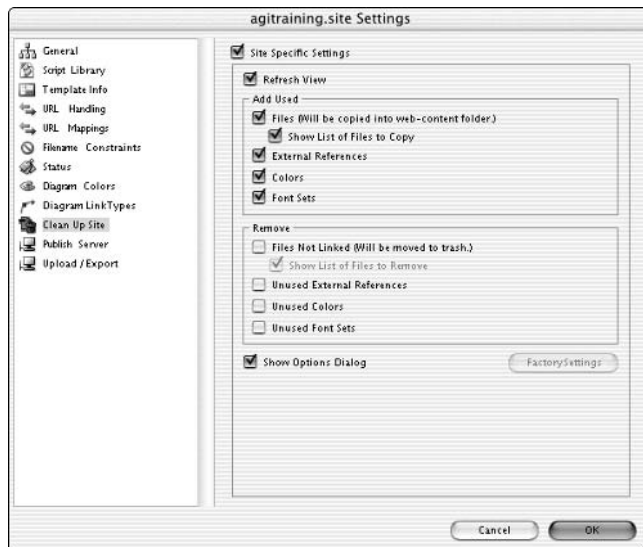 agitraining.site Settings
General
Script Library
Template Info
URL Handling
URL Mappings
Filename Constraints
Status
Diagram Colors
Diagram LinkTypes
Clean Up Site
Publish Server
Upload / Export
Site Specific Settings
Refresh View
Add Used
Files (Will be copied into web-content folder.)
Show List of Files to Copy
External References
Colors
Font Sets
Remove
Files Not Linked (Will be moved to trash.)
Show List of Files to Remove
Unused External References
Unused Colors
Unused Font Sets
Show Options Dialog
FactorySettings
Cancel
OK